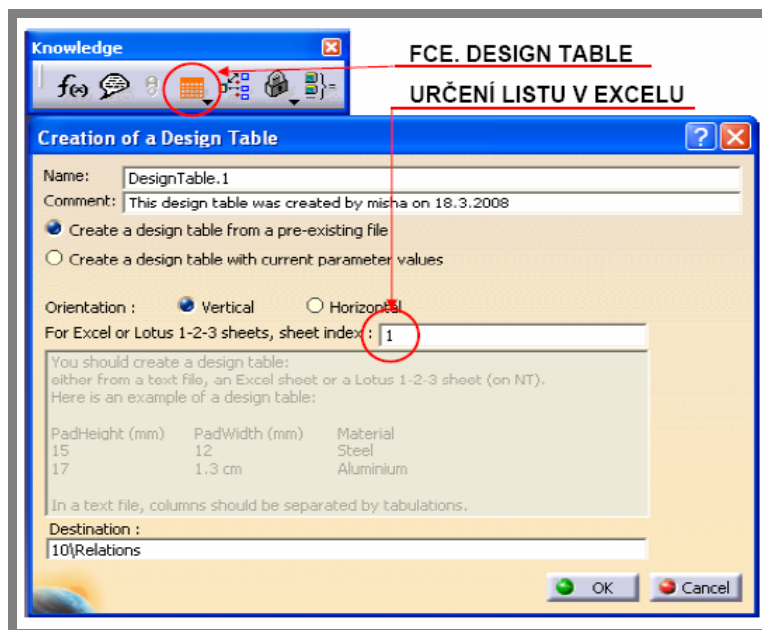 Knowledge
FCE. DESIGN TABLE
f(x)
URČENÍ LISTU V EXCELU
Creation of a Design Table
Name: DesignTable.1
Comment: This design table was created by misha on 18.3.2008
Create a design table from a pre-existing file
Create a design table with current parameter values
Orientation : Vertical Horizontal
For Excel or Lotus 1-2-3 sheets, sheet index : 1
You should create a design table:
either from a text file, an Excel sheet or a Lotus 1-2-3 sheet (on NT).
Here is an example of a design table:
PadHeight (mm) PadWidth (mm) Material
15 12 Steel
17 1.3 cm Aluminium
In a text file, columns should be separated by tabulations.
Destination :
10\Relations
OK Cancel